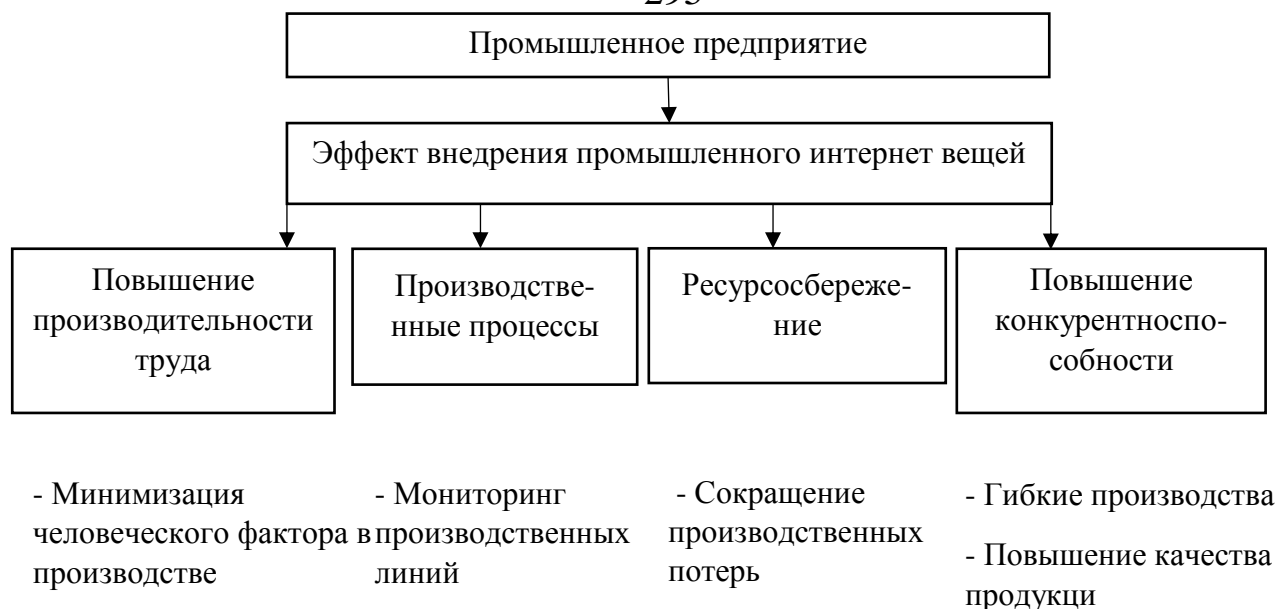 Промышленное предприятие
Эффект внедрения промышленного интернет вещей
Повышение
производительности
труда
Производстве-
нные процессы
Ресурсосбереже-
ние
Повышение
конкурентноспо-
собности
- Минимизация
человеческого фактора в
производстве
- Мониторинг
производственных
линий
- Сокращение
производственных
потерь
- Гибкие производства
- Повышение качества
продукци